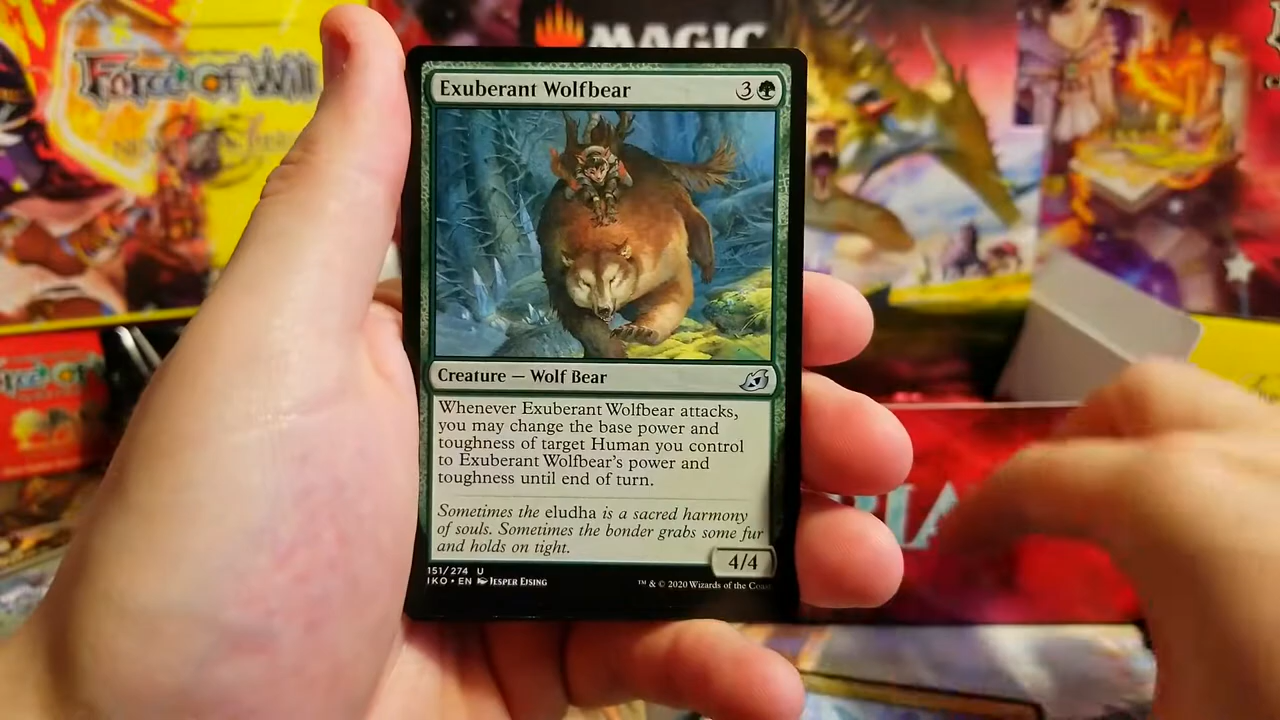 MAGIC
Force OF Will
Exuberant Wolfbear
3
Creature — Wolf Bear
Whenever Exuberant Wolfbear attacks,
you may change the base power and
toughness of target Human you control
to Exuberant Wolfbear's power and
toughness until end of turn.
Sometimes the eludha is a sacred harmony
of souls. Sometimes the bonder grabs some fur
and holds on tight.
4/4
151/274 U
IKO • EN Jesper Ejsing
™ & © 2020 Wizards of the Coast